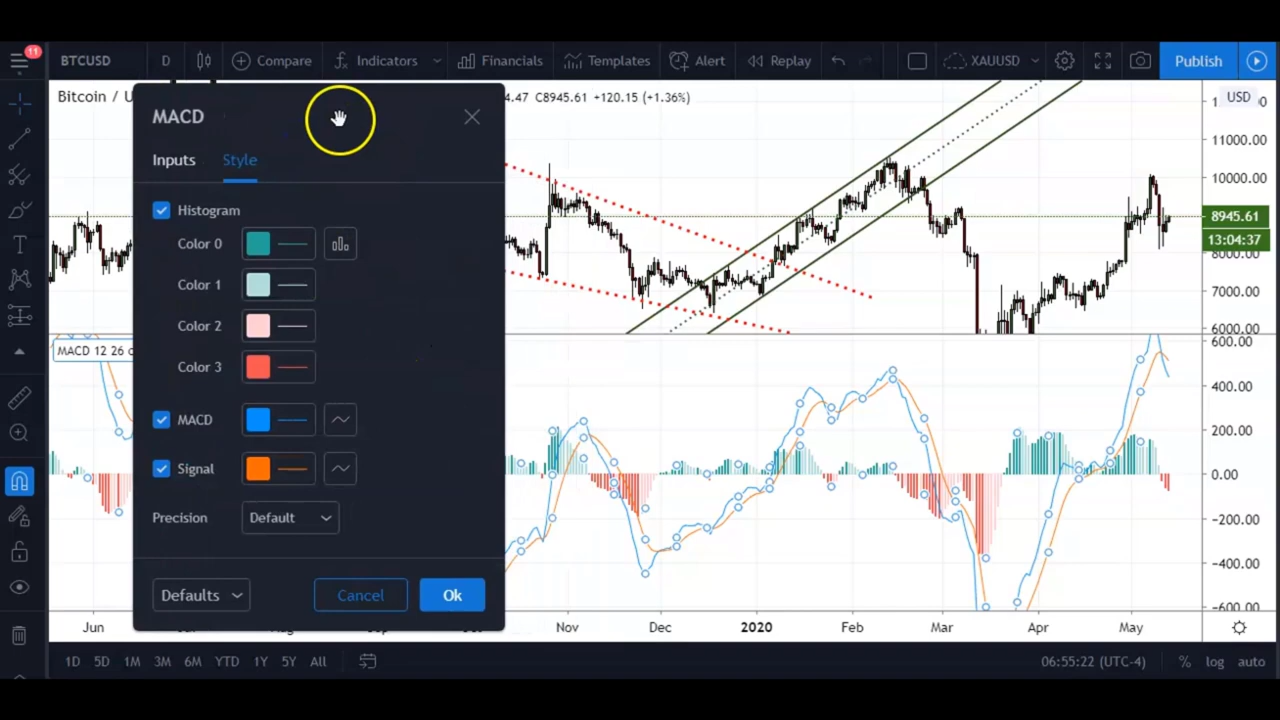 11
BTCUSD D Compare Indicators Financials Templates Alert Replay XAUUSD Publish
Bitcoin / U 4.47 C8945.61 +120.15 (+1.36%) USD
MACD
Inputs Style
Histogram
Color 0
Color 1
Color 2
Color 3
MACD
Signal
Precision Default
Defaults Cancel Ok
MACD 12 26
11000.00
10000.00
8945.61
13:04:37
8000.00
7000.00
6000.00
600.00
400.00
200.00
0.00
-200.00
-400.00
-600.00
Jun Nov Dec 2020 Feb Mar Apr May
1D 5D 1M 3M 6M YTD 1Y 5Y All 06:55:22 (UTC-4) % log auto